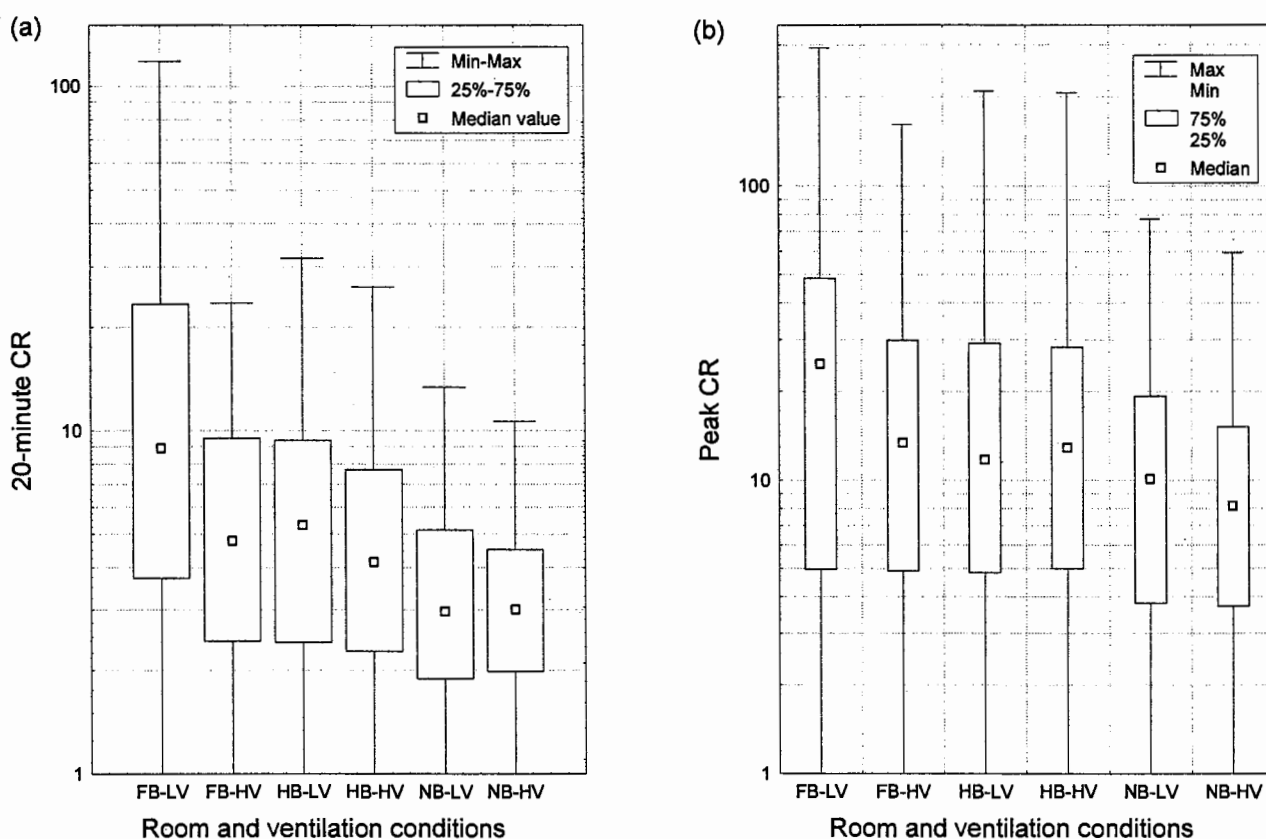 (a)
Min-Max
25%-75%
Median value
100
10
1
20-minute CR
FB-LV FB-HV HB-LV HB-HV NB-LV NB-HV
Room and ventilation conditions
(b)
Max
Min
75%
25%
Median
100
10
1
Peak CR
FB-LV FB-HV HB-LV HB-HV NB-LV NB-HV
Room and ventilation conditions